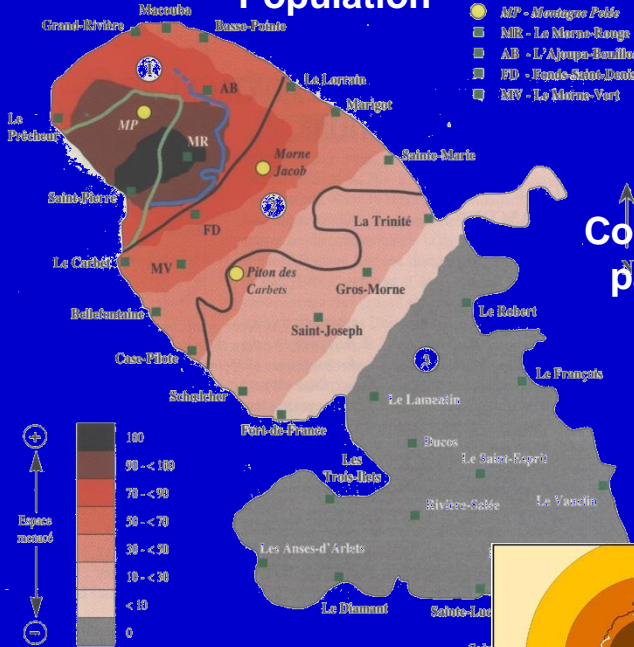 Population
MP - Montagne Pelée
MR - Le Morne-Rouge
AB - L'Ajoupa-Bouillon
FD - Fonds-Saint-Denis
MV - Le Morne-Vert
Macouba
Grand-Rivière
Basse-Pointe
1
AB
Le Lorrain
Le
Prêcheur
MP
MR
Marigot
Morne
Jacob
Sainte-Marie
Saint-Pierre
2
La Trinité
FD
Co
N
p
Le Carbet
MV
Piton des
Carbets
Gros-Morne
Bellefontaine
Saint-Joseph
Le Robert
Case-Pilote
3
Le François
Schœlcher
Le Lamentin
Fort-de-France
Ducos
Les
Trois-Ilets
Le Saint-Esprit
Rivière-Salée
Le Vauclin
Les Anses-d'Arlets
Le Diamant
Sainte-Luc
+
Espace
menacé
-
100
90 - < 100
70 - < 90
50 - < 70
30 - < 50
10 - < 30
< 10
0